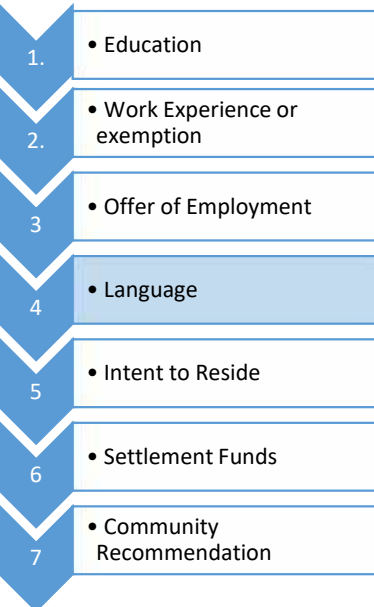 1.
• Education
2.
• Work Experience or
exemption
3
• Offer of Employment
4
• Language
5
• Intent to Reside
6
• Settlement Funds
7
• Community
Recommendation